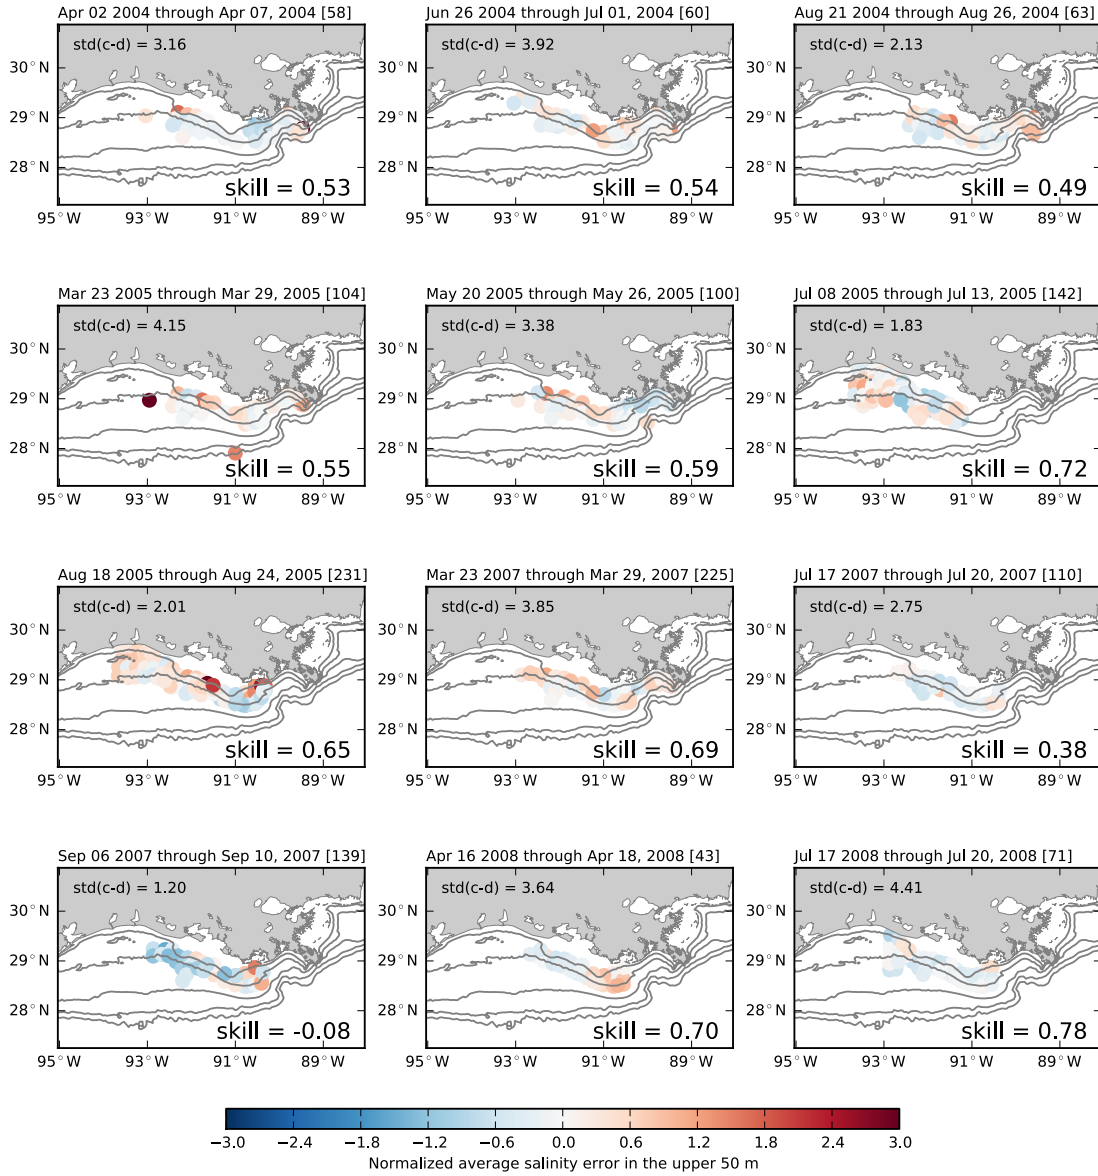 Apr 02 2004 through Apr 07, 2004 [58]
Jun 26 2004 through Jul 01, 2004 [60]
Aug 21 2004 through Aug 26, 2004 [63]
std(c-d) = 3.16
std(c-d) = 3.92
std(c-d) = 2.13
30°N
30°N
30°N
29°N
29°N
29°N
28°N
28°N
28°N
skill = 0.53
skill = 0.54
skill = 0.49
95°W 93°W 91°W 89°W
95°W 93°W 91°W 89°W
95°W 93°W 91°W 89°W
Mar 23 2005 through Mar 29, 2005 [104]
May 20 2005 through May 26, 2005 [100]
Jul 08 2005 through Jul 13, 2005 [142]
std(c-d) = 4.15
std(c-d) = 3.38
std(c-d) = 1.83
30°N
30°N
30°N
29°N
29°N
29°N
28°N
28°N
28°N
skill = 0.55
skill = 0.59
skill = 0.72
95°W 93°W 91°W 89°W
95°W 93°W 91°W 89°W
95°W 93°W 91°W 89°W
Aug 18 2005 through Aug 24, 2005 [231]
Mar 23 2007 through Mar 29, 2007 [225]
Jul 17 2007 through Jul 20, 2007 [110]
std(c-d) = 2.01
std(c-d) = 3.85
std(c-d) = 2.75
30°N
30°N
30°N
29°N
29°N
29°N
28°N
28°N
28°N
skill = 0.65
skill = 0.69
skill = 0.38
95°W 93°W 91°W 89°W
95°W 93°W 91°W 89°W
95°W 93°W 91°W 89°W
Sep 06 2007 through Sep 10, 2007 [139]
Apr 16 2008 through Apr 18, 2008 [43]
Jul 17 2008 through Jul 20, 2008 [71]
std(c-d) = 1.20
std(c-d) = 3.64
std(c-d) = 4.41
30°N
30°N
30°N
29°N
29°N
29°N
28°N
28°N
28°N
skill = -0.08
skill = 0.70
skill = 0.78
95°W 93°W 91°W 89°W
95°W 93°W 91°W 89°W
95°W 93°W 91°W 89°W
−3.0 −2.4 −1.8 −1.2 −0.6 0.0 0.6 1.2 1.8 2.4 3.0
Normalized average salinity error in the upper 50 m